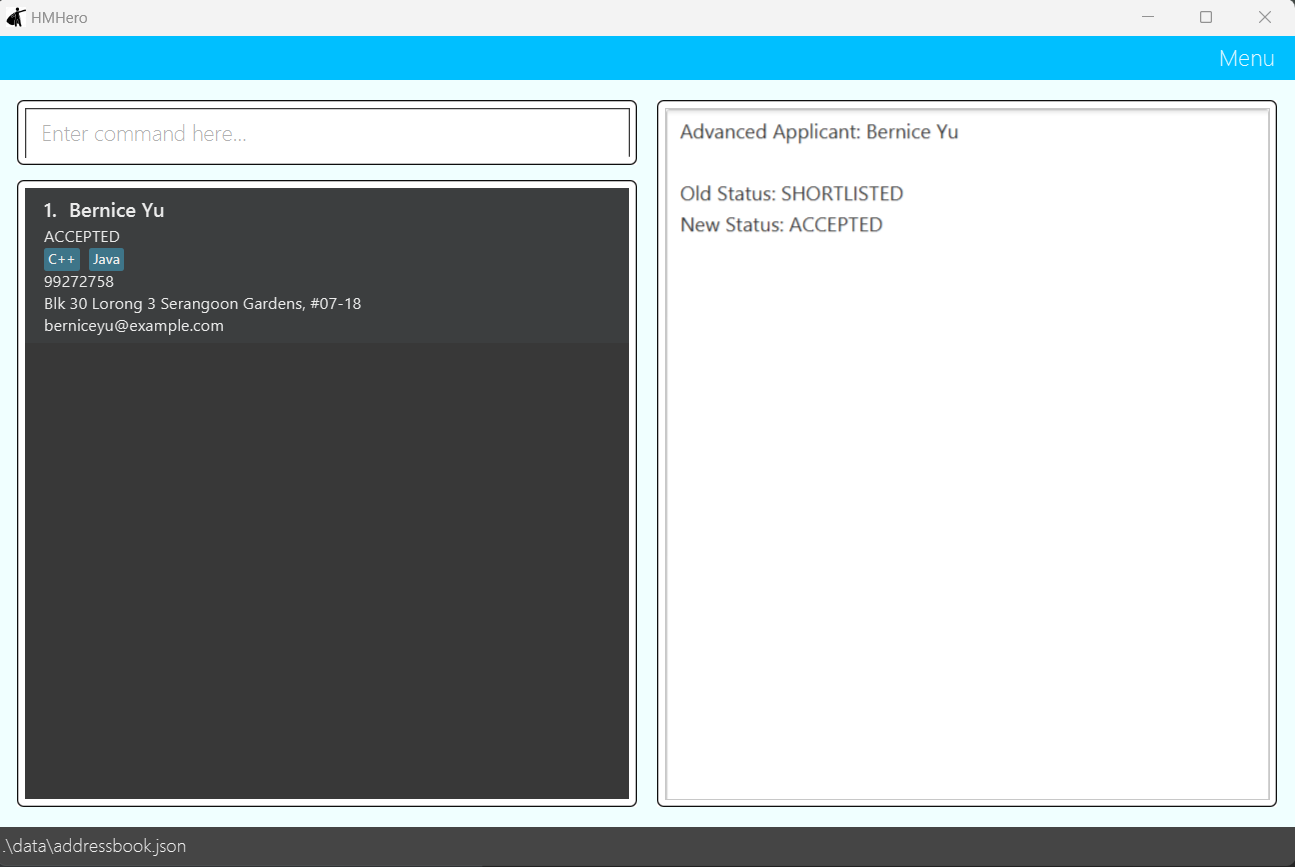 HMHero
Menu
Enter command here...
1. Bernice Yu
ACCEPTED
C++ Java
99272758
Blk 30 Lorong 3 Serangoon Gardens, #07-18
berniceyu@example.com
Advanced Applicant: Bernice Yu
Old Status: SHORTLISTED
New Status: ACCEPTED
.\data\addressbook.json